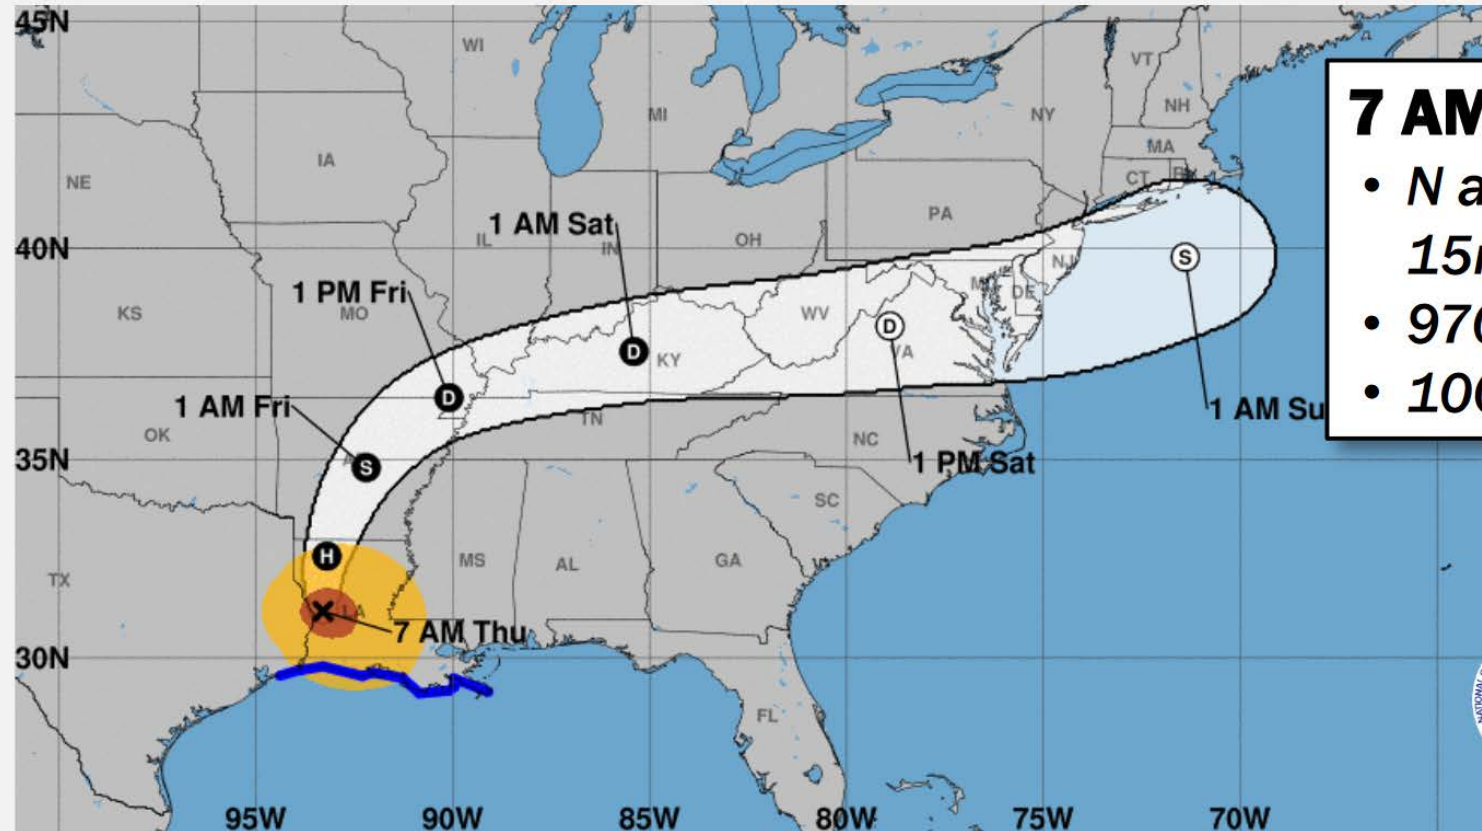 45N
WI
VT
NH
MI
NY
MA
IA
CT
NE
PA
1 AM Sat
IL
IN
OH
40N
S
NJ
1 PM Fri
DE
KS
MO
WV
D
VA
D
KY
D
1 AM Fri
1 AM Su
TN
OK
NC
35N
S
1 PM Sat
SC
H
MS
AL
GA
TX
LA
7 AM Thu
30N
FL
95W
90W
85W
80W
75W
70W
7 AM
• N a
15
• 970
• 100